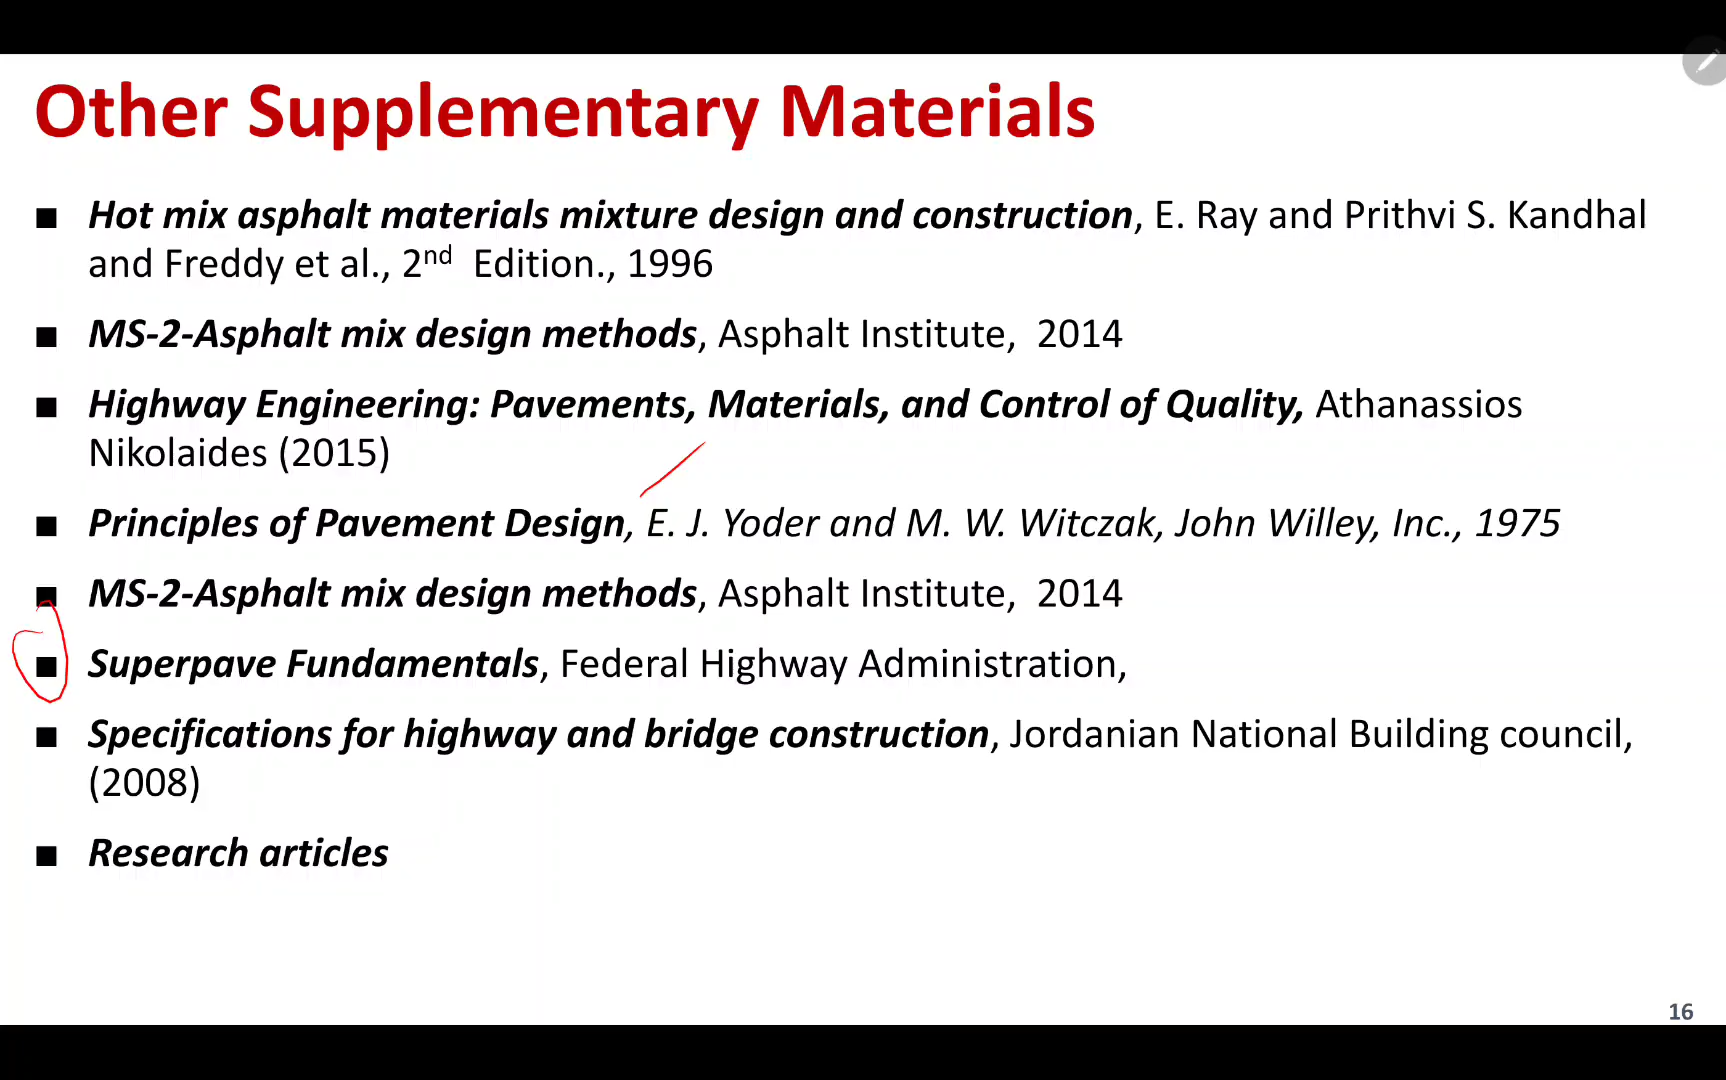 Other Supplementary Materials
■ Hot mix asphalt materials mixture design and construction, E. Ray and Prithvi S. Kandhal
and Freddy et al., 2nd Edition., 1996
■ MS-2-Asphalt mix design methods, Asphalt Institute, 2014
■ Highway Engineering: Pavements, Materials, and Control of Quality, Athanassios
Nikolaides (2015)
■ Principles of Pavement Design, E. J. Yoder and M. W. Witczak, John Willey, Inc., 1975
■ MS-2-Asphalt mix design methods, Asphalt Institute, 2014
■ Superpave Fundamentals, Federal Highway Administration,
■ Specifications for highway and bridge construction, Jordanian National Building council,
(2008)
■ Research articles
16